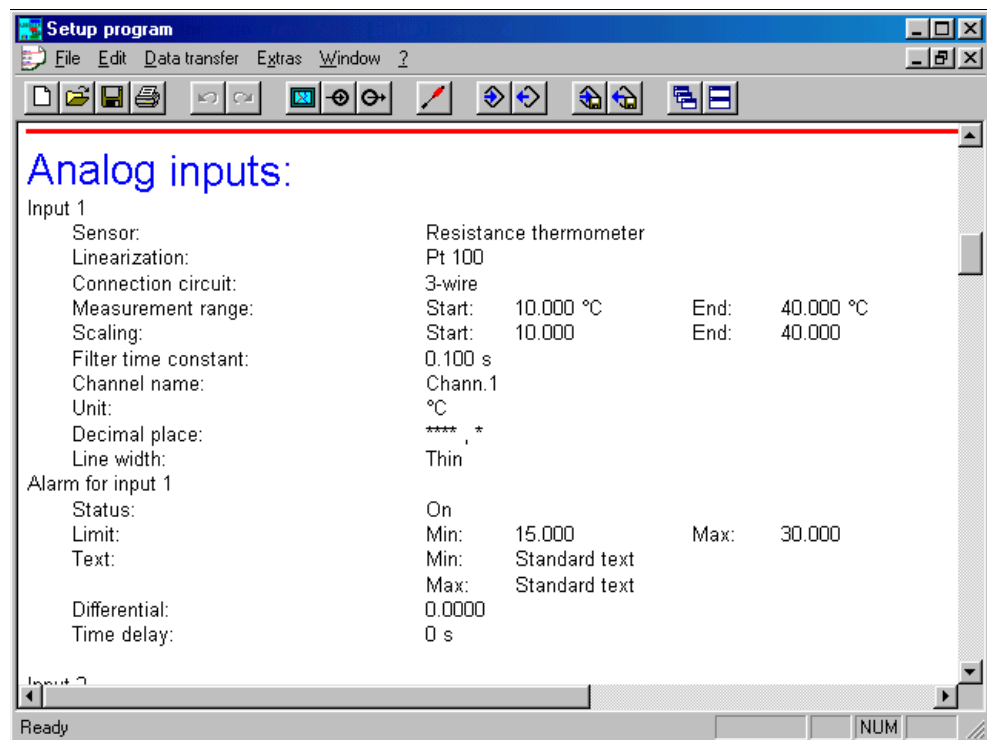 Setup program
File Edit Data transfer Extras Window ?
Analog inputs:
Input 1
Sensor: Resistance thermometer
Linearization: Pt 100
Connection circuit: 3-wire
Measurement range: Start: 10.000 °C End: 40.000 °C
Scaling: Start: 10.000 End: 40.000
Filter time constant: 0.100 s
Channel name: Chann.1
Unit: °C
Decimal place: **** , *
Line width: Thin
Alarm for input 1
Status: On
Limit: Min: 15.000 Max: 30.000
Text: Min: Standard text
Max: Standard text
Differential: 0.0000
Time delay: 0 s
Input 2
Ready NUM